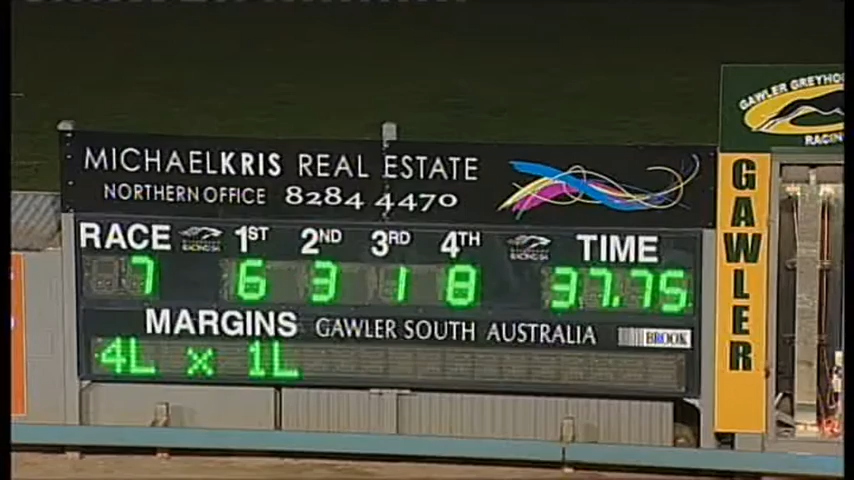 GAWLER GREYHO
RACING
MICHAELKRIS REAL ESTATE
NORTHERN OFFICE 8284 4470
RACE 1ST 2ND 3RD 4TH TIME
7 6 3 1 8 37.75
MARGINS GAWLER SOUTH AUSTRALIA BROOK
4L x 1L
GAWLER